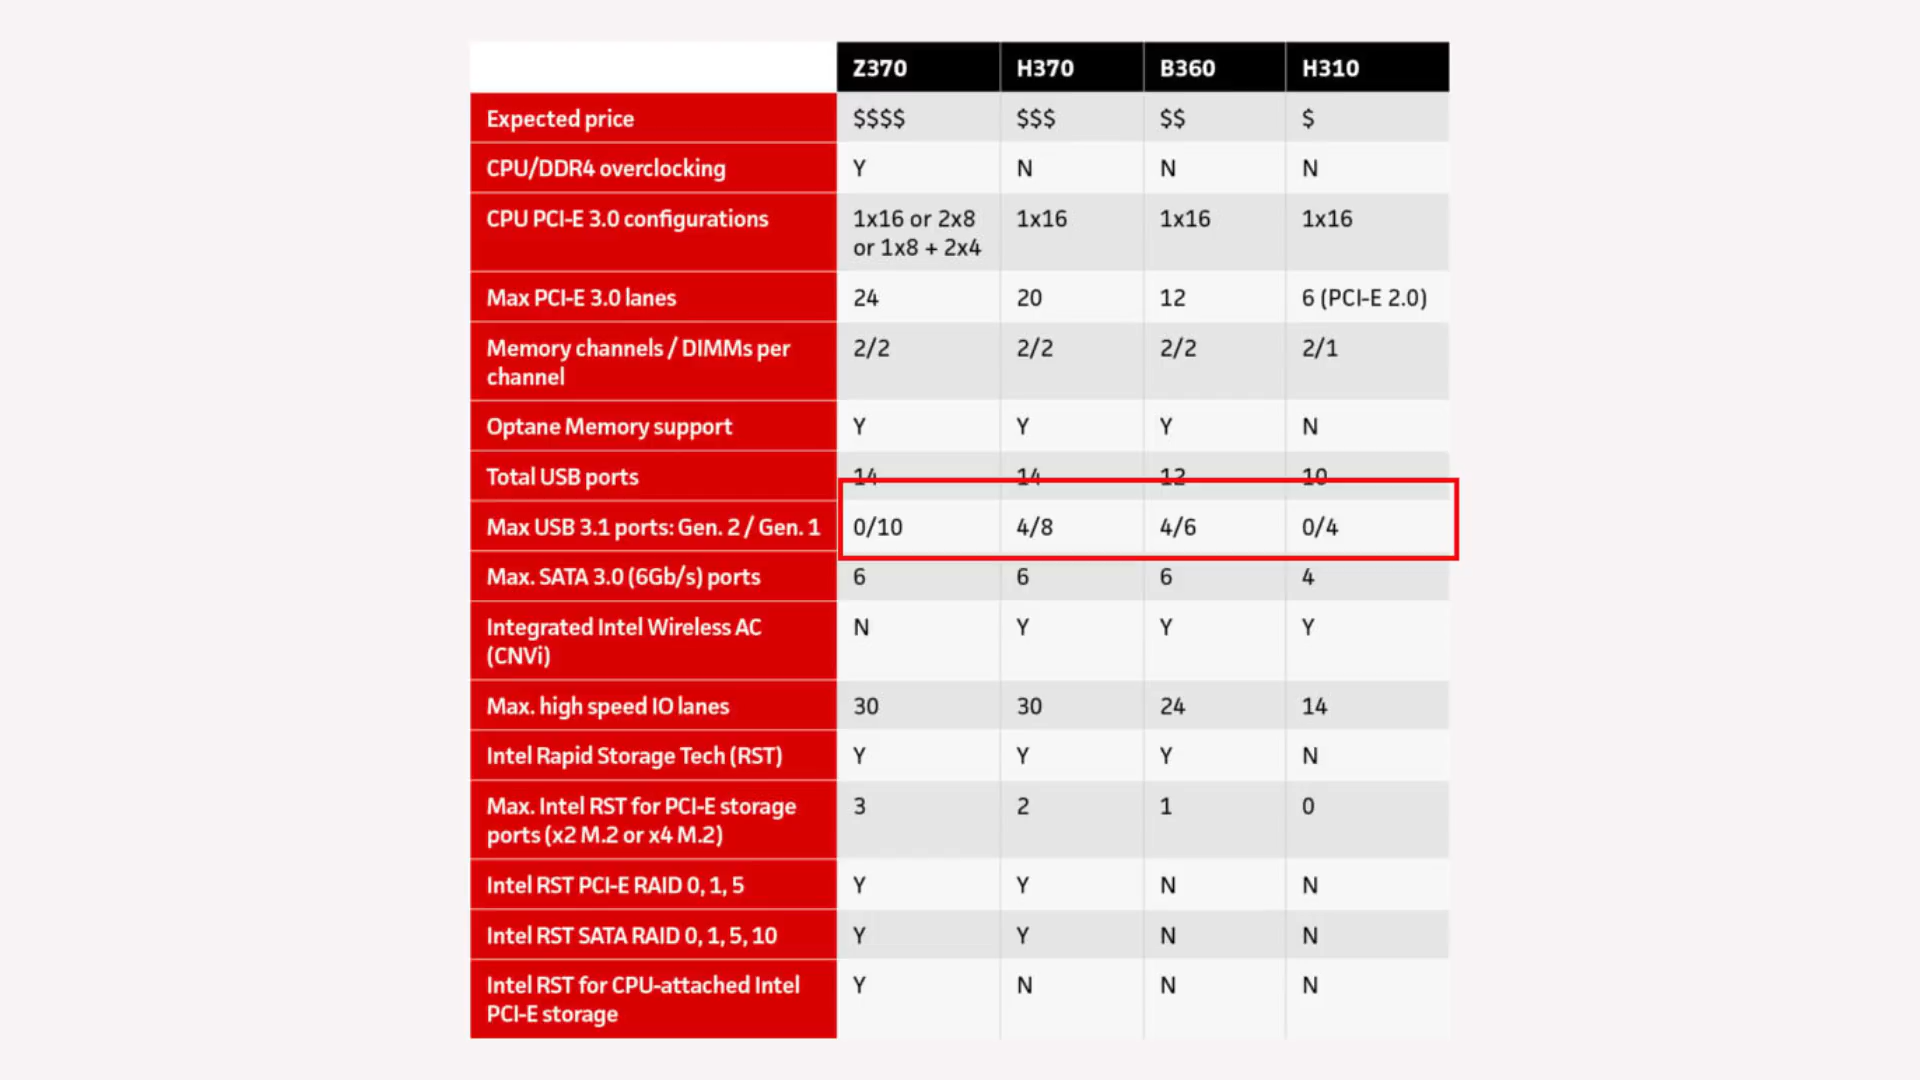 Z370 H370 B360 H310
Expected price $$$$ $$$ $$ $
CPU/DDR4 overclocking Y N N N
CPU PCI-E 3.0 configurations 1x16 or 2x8 1x16 1x16 1x16
or 1x8 + 2x4
Max PCI-E 3.0 lanes 24 20 12 6 (PCI-E 2.0)
Memory channels / DIMMs per 2/2 2/2 2/2 2/1
channel
Optane Memory support Y Y Y N
Total USB ports 14 14 12 10
Max USB 3.1 ports: Gen. 2 / Gen. 1 0/10 4/8 4/6 0/4
Max. SATA 3.0 (6Gb/s) ports 6 6 6 4
Integrated Intel Wireless AC N Y Y Y
(CNVi)
Max. high speed IO lanes 30 30 24 14
Intel Rapid Storage Tech (RST) Y Y Y N
Max. Intel RST for PCI-E storage 3 2 1 0
ports (x2 M.2 or x4 M.2)
Intel RST PCI-E RAID 0, 1, 5 Y Y N N
Intel RST SATA RAID 0, 1, 5, 10 Y Y N N
Intel RST for CPU-attached Intel Y N N N
PCI-E storage